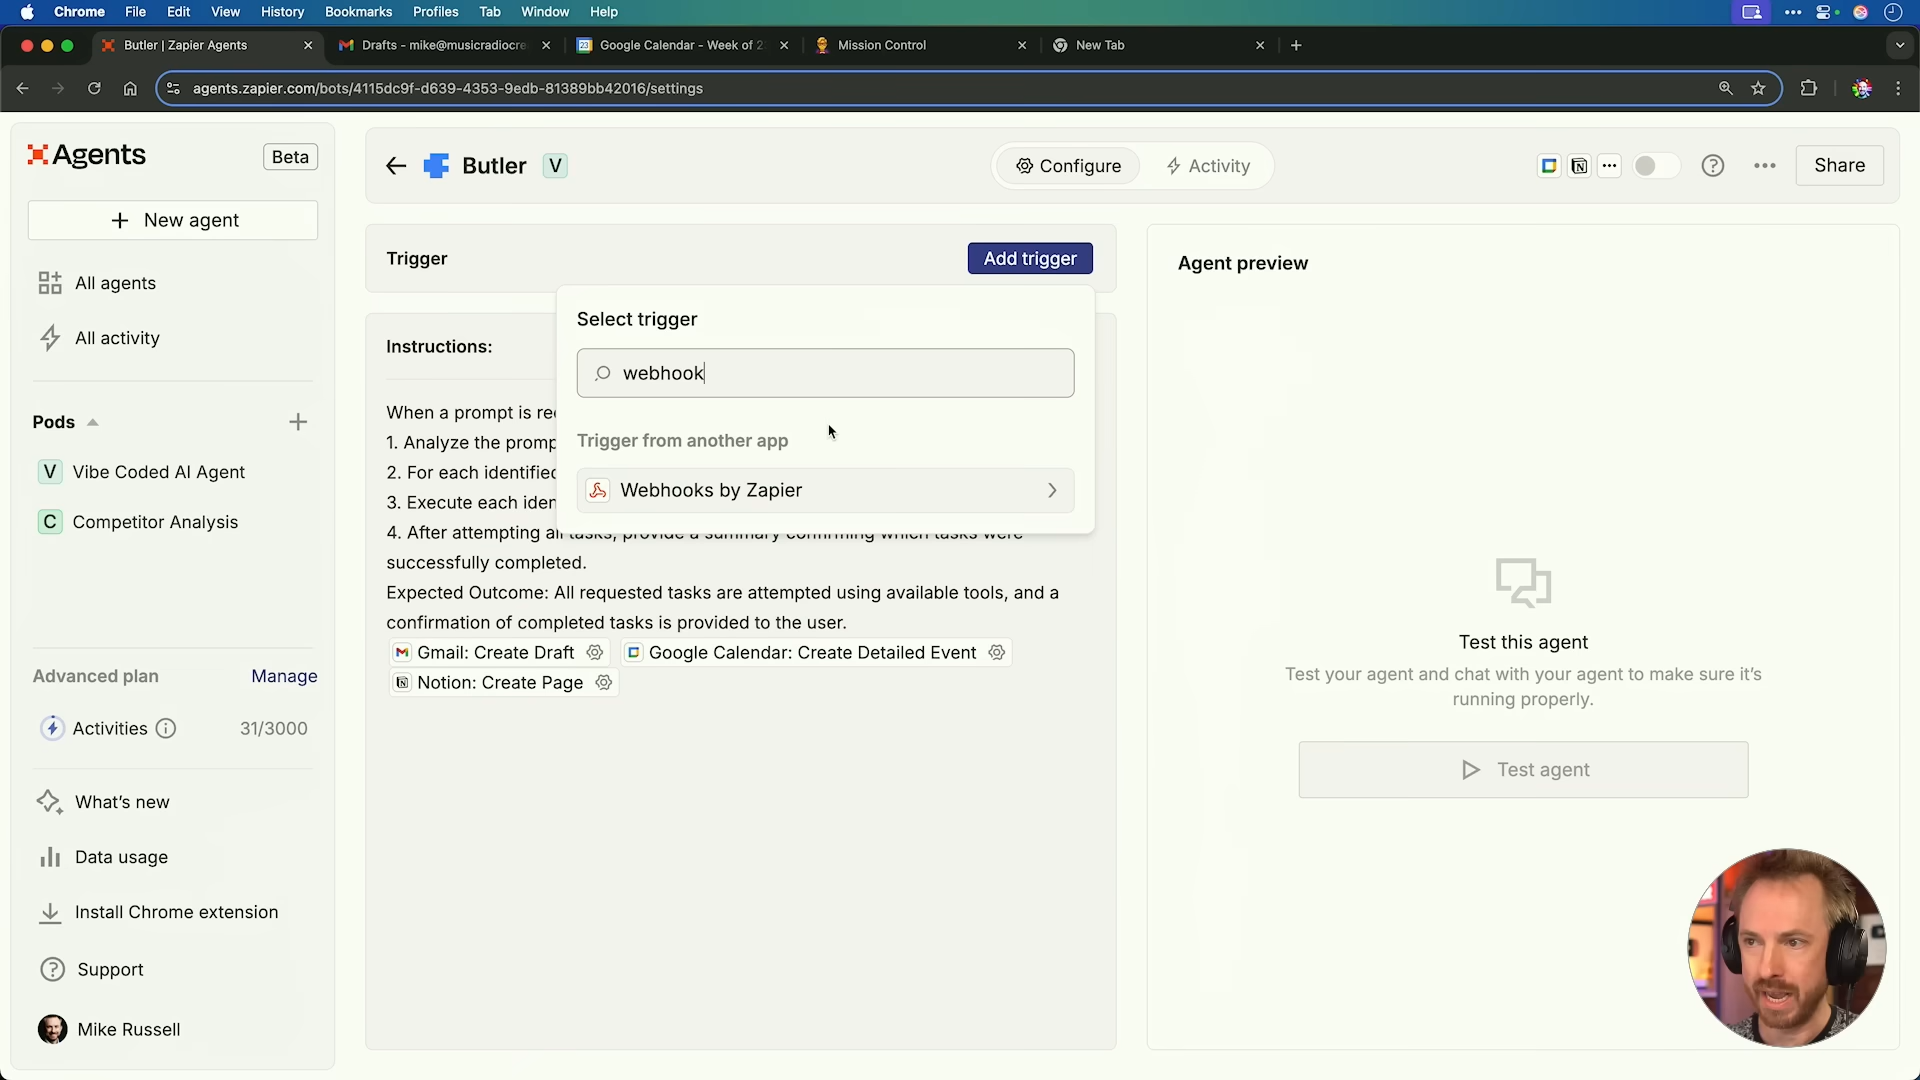 Chrome File Edit View History Bookmarks Profiles Tab Window Help
Butler | Zapier Agents
Drafts - mike@musicradiocre
Google Calendar - Week of 2
Mission Control
New Tab
agents.zapier.com/bots/4115dc9f-d639-4353-9edb-81389bb42016/settings
Agents
Beta
New agent
All agents
All activity
Pods
V Vibe Coded AI Agent
C Competitor Analysis
Advanced plan
Manage
Activities
31/3000
What's new
Data usage
Install Chrome extension
Support
Mike Russell
Butler V
Configure
Activity
Share
Trigger
Add trigger
Select trigger
webhook
Trigger from another app
Webhooks by Zapier
Instructions:
When a prompt is
1. Analyze the
2. For each
3. Execute each
4. After attempting all tasks, provide a summary confirming which tasks were
successfully completed.
Expected Outcome: All requested tasks are attempted using available tools, and a
confirmation of completed tasks is provided to the user.
Gmail: Create Draft
Google Calendar: Create Detailed Event
Notion: Create Page
Agent preview
Test this agent
Test your agent and chat with your agent to make sure it's
running properly.
Test agent